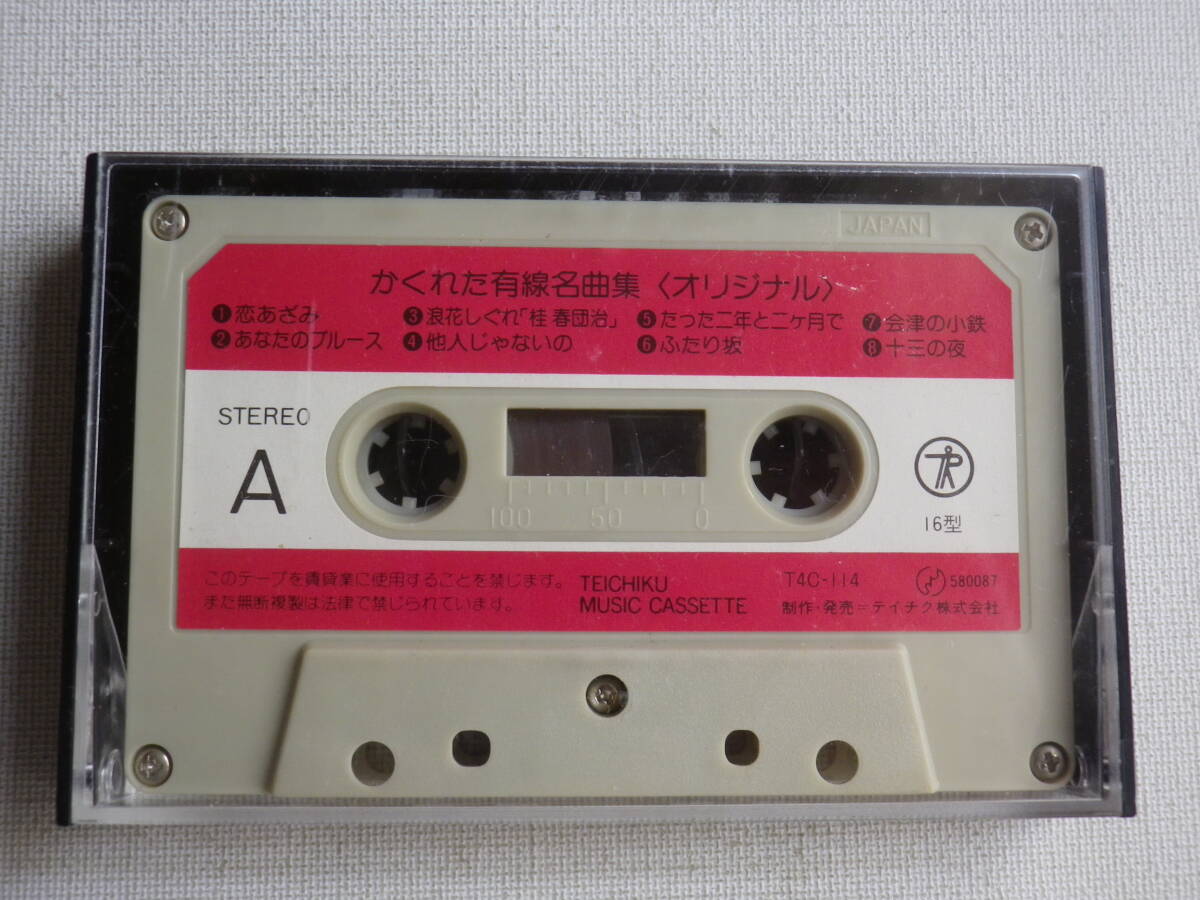 JAPAN
かくれた有線名曲集〈オリジナル〉
❶恋あざみ ❸浪花しぐれ「桂 春団治」 ❺たった二年と二ヶ月で ❼会津の小鉄
❷あなたのブルース ❹他人じゃないの ❻ふたり坂 ❽十三の夜
STEREO
A
16型
100 50 0
このテープを賃貸業に使用することを禁じます。
また無断複製は法律で禁じられています。
TEICHIKU
MUSIC CASSETTE
T4C-114 580087
制作・発売=テイチク株式会社